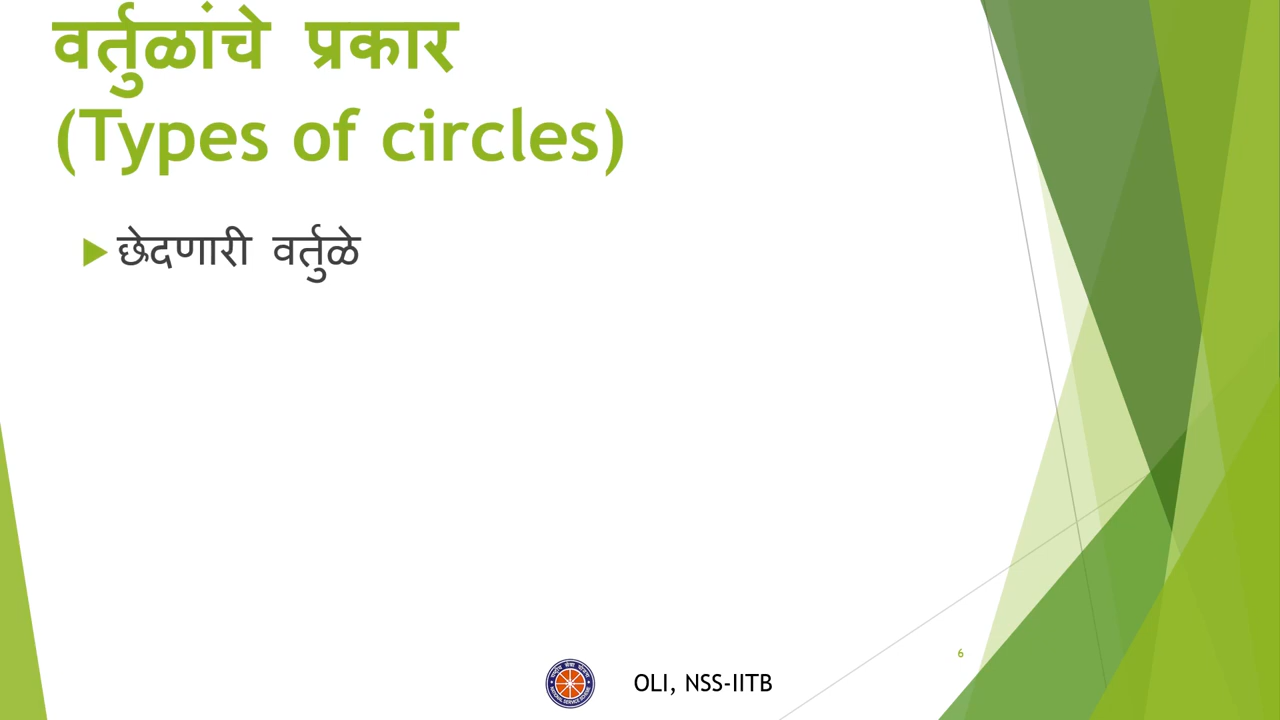 वर्तुळांचे प्रकार
(Types of circles)
छेदणारी वर्तुळे
6
OLI, NSS-IITB